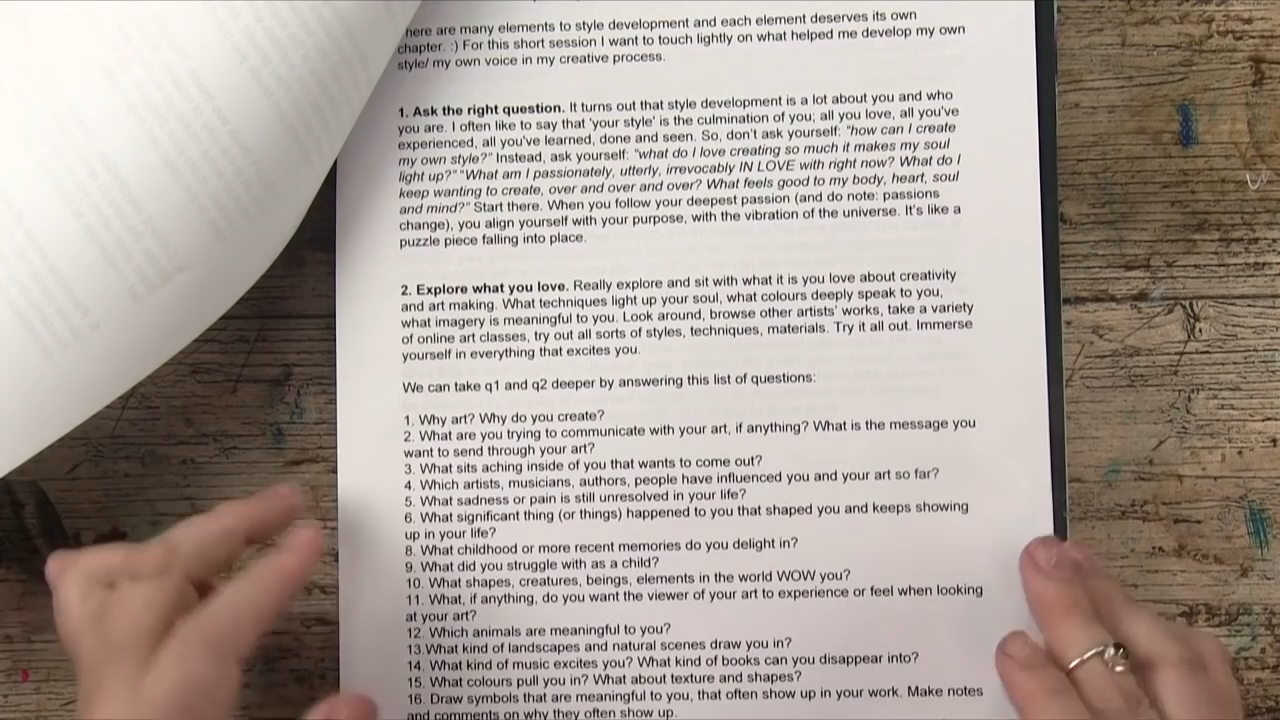 here are many elements to style development and each element deserves its own
chapter. :) For this short session I want to touch lightly on what helped me develop my own
style/ my own voice in my creative process.
1. Ask the right question. It turns out that style development is a lot about you and who
you are. I often like to say that 'your style' is the culmination of you; all you love, all you've
experienced, all you've learned, done and seen. So, don't ask yourself: “how can I create
my own style?” Instead, ask yourself: “what do I love creating so much it makes my soul
light up?” “What am I passionately, utterly, irrevocably IN LOVE with right now? What do I
keep wanting to create, over and over and over? What feels good to my body, heart, soul
and mind?” Start there. When you follow your deepest passion (and do note: passions
change), you align yourself with your purpose, with the vibration of the universe. It's like a
puzzle piece falling into place.
2. Explore what you love. Really explore and sit with what it is you love about creativity
and art making. What techniques light up your soul, what colours deeply speak to you,
what imagery is meaningful to you. Look around, browse other artists' works, take a variety
of online art classes, try out all sorts of styles, techniques, materials. Try it all out. Immerse
yourself in everything that excites you.
We can take q1 and q2 deeper by answering this list of questions:
1. Why art? Why do you create?
2. What are you trying to communicate with your art, if anything? What is the message you
want to send through your art?
3. What sits aching inside of you that wants to come out?
4. Which artists, musicians, authors, people have influenced you and your art so far?
5. What sadness or pain is still unresolved in your life?
6. What significant thing (or things) happened to you that shaped you and keeps showing
up in your life?
8. What childhood or more recent memories do you delight in?
9. What did you struggle with as a child?
10. What shapes, creatures, beings, elements in the world WOW you?
11. What, if anything, do you want the viewer of your art to experience or feel when looking
at your art?
12. Which animals are meaningful to you?
13.What kind of landscapes and natural scenes draw you in?
14. What kind of music excites you? What kind of books can you disappear into?
15. What colours pull you in? What about texture and shapes?
16. Draw symbols that are meaningful to you, that often show up in your work. Make notes
and comments on why they often show up.